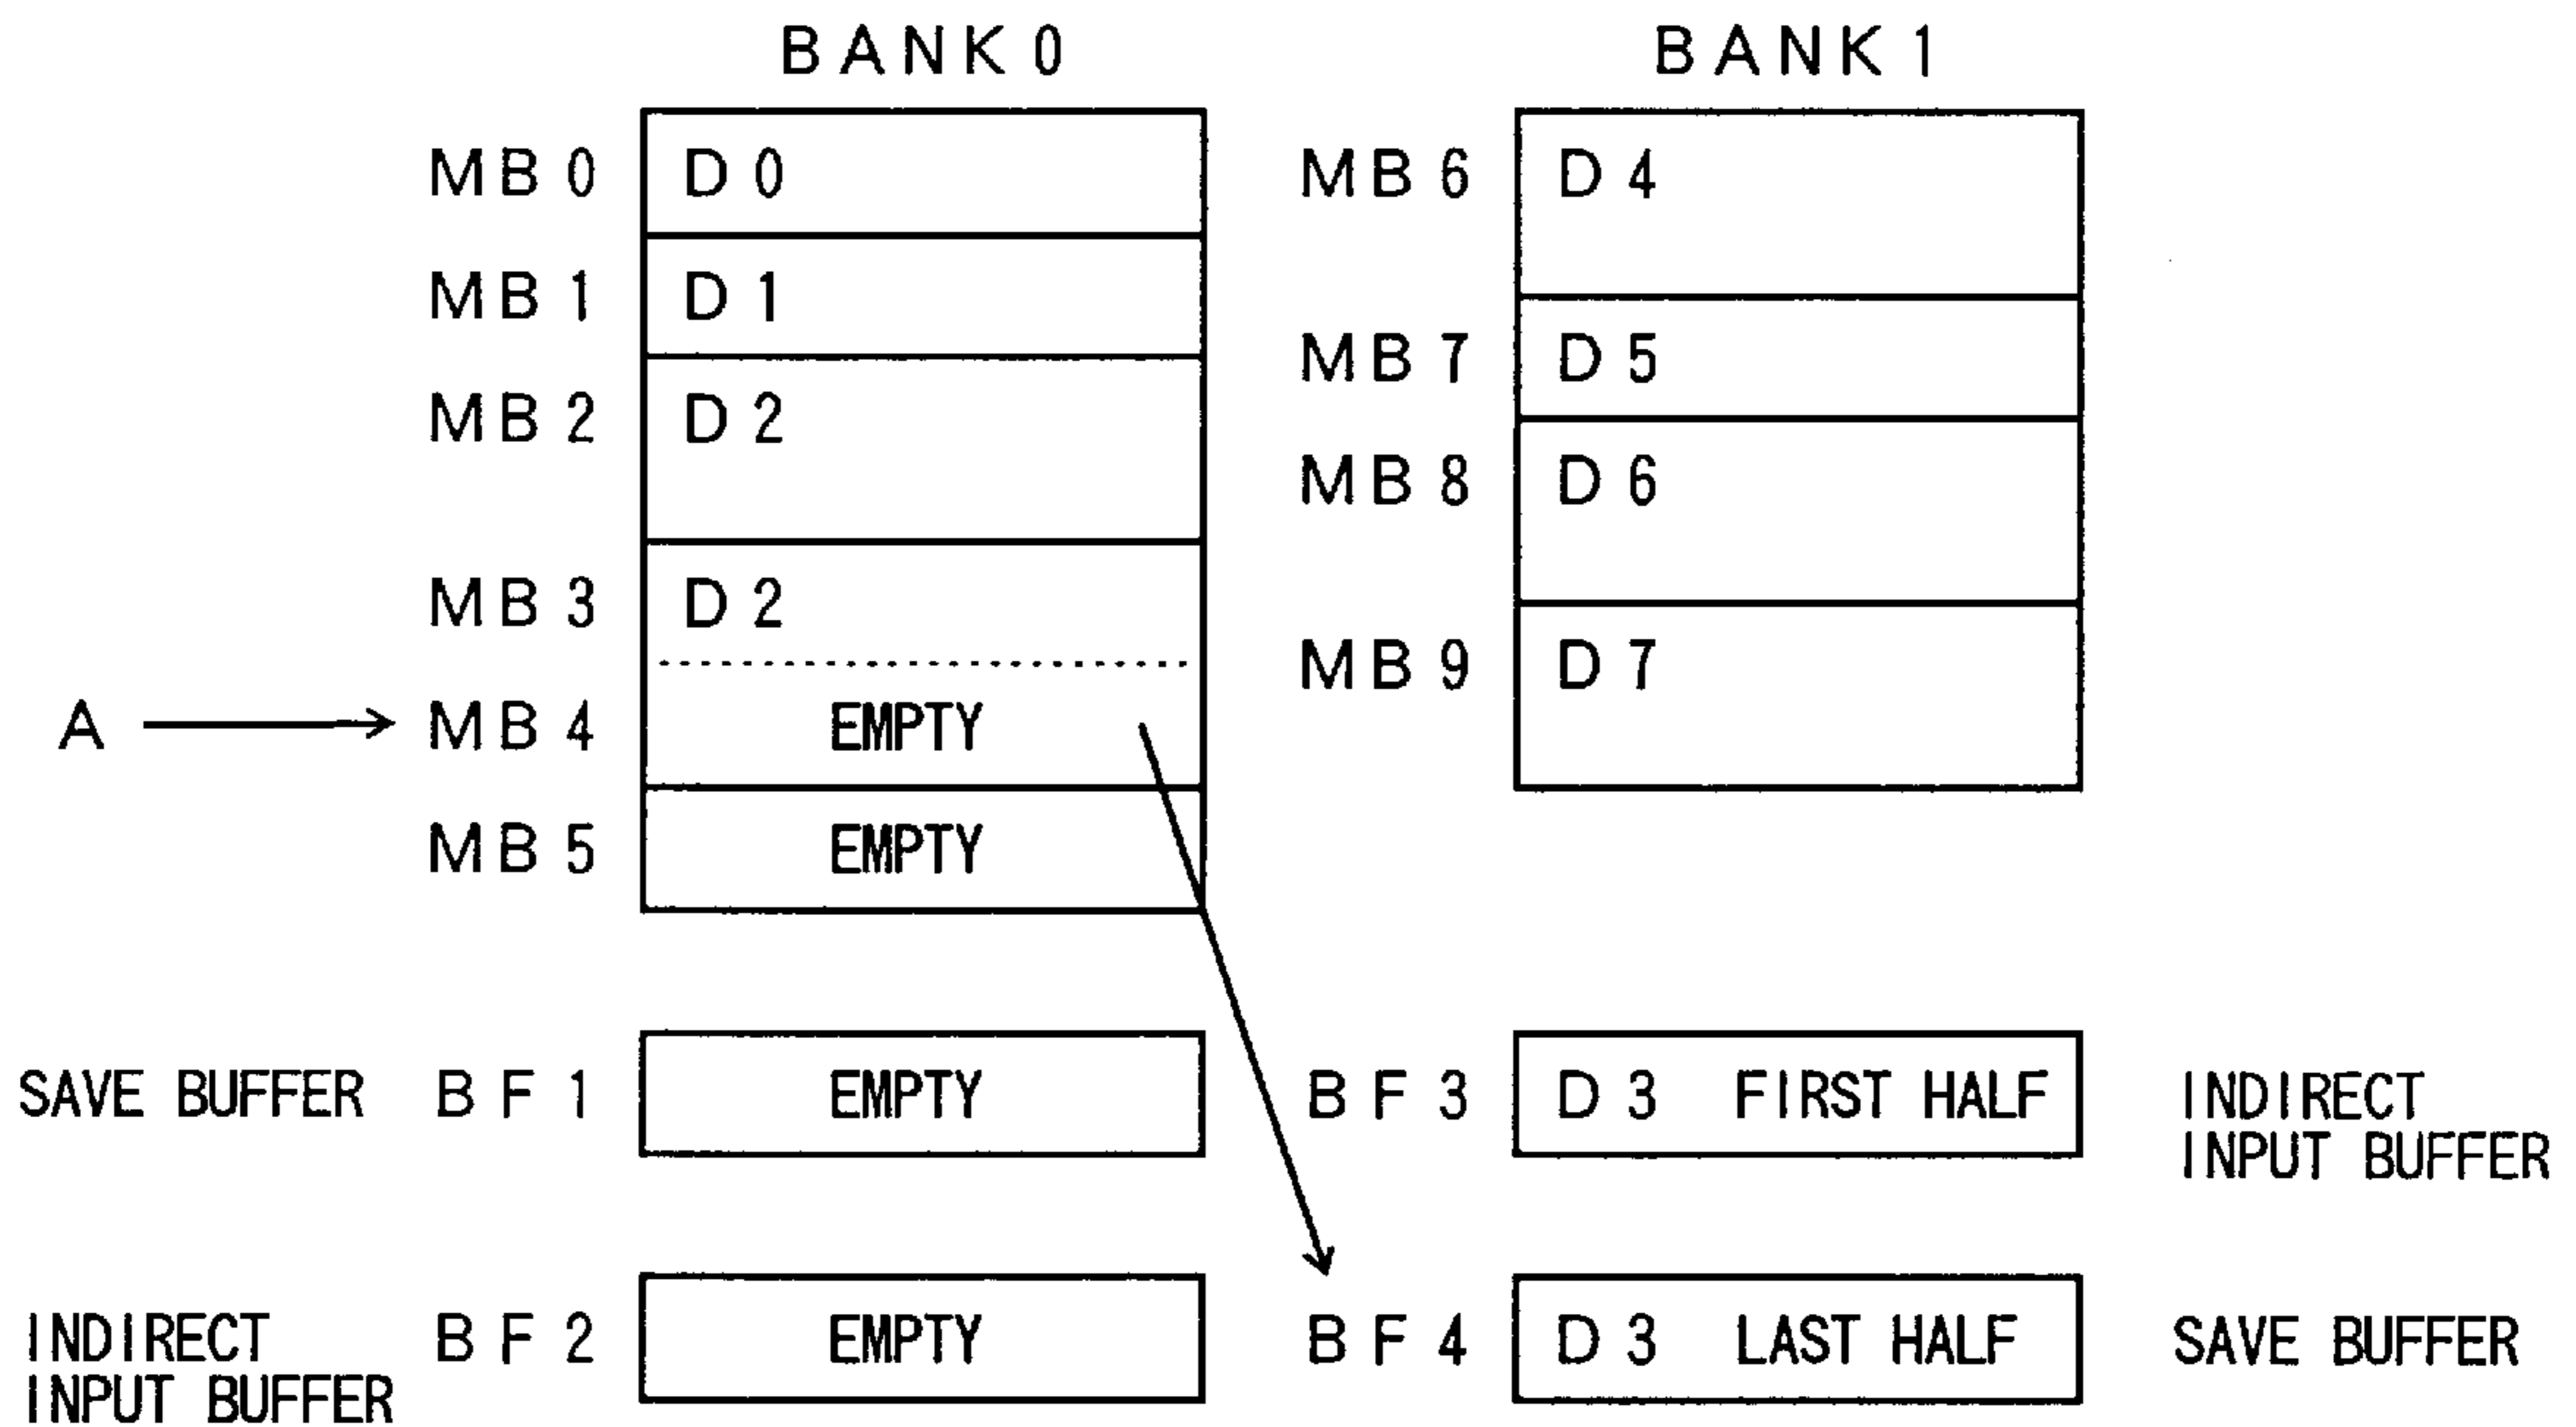 BANK0 BANK1
MB0 D0 MB6 D4
MB1 D1
MB7 D5
MB2 D2
MB8 D6
MB3 D2
MB9 D7
A MB4 EMPTY
MB5 EMPTY
SAVE BUFFER BF1 EMPTY BF3 D3 FIRST HALF INDIRECT
INPUT BUFFER
INDIRECT BF2 EMPTY BF4 D3 LAST HALF SAVE BUFFER
INPUT BUFFER